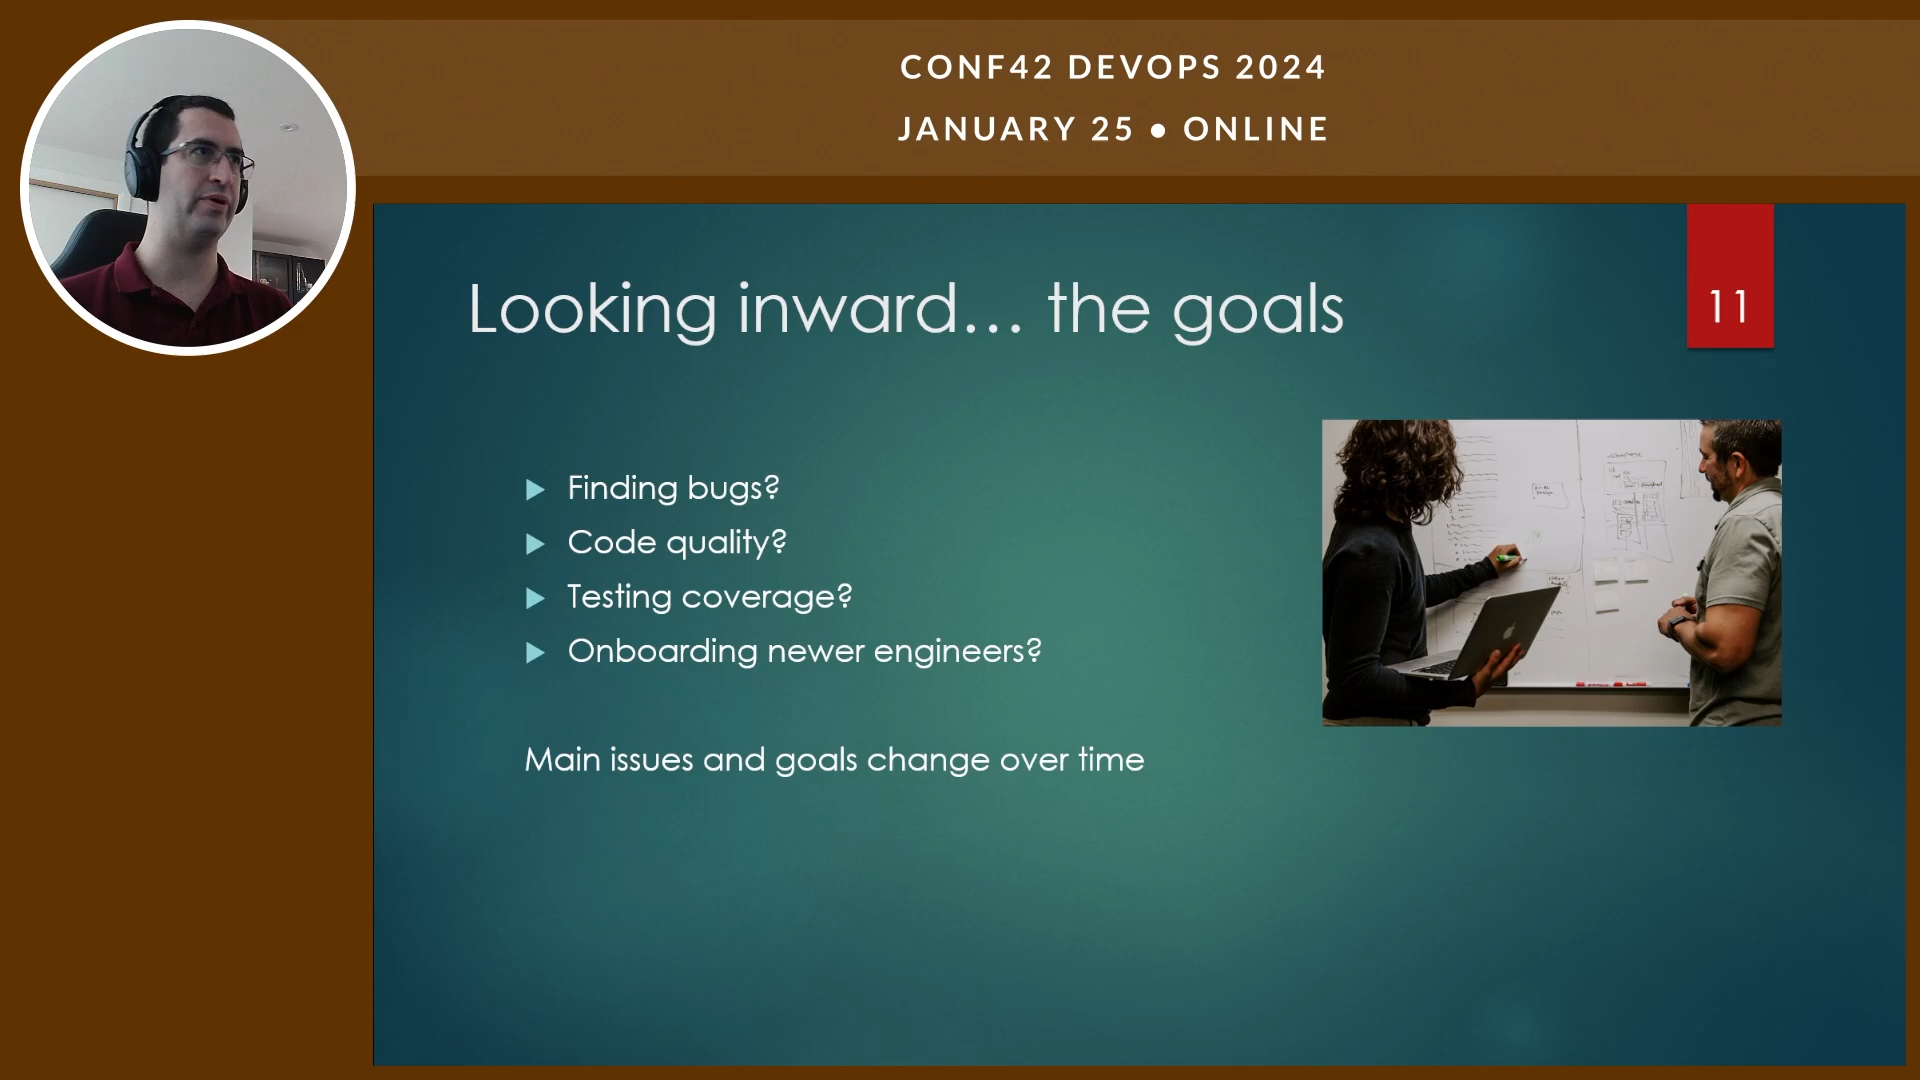 CONF42 DEVOPS 2024
JANUARY 25 • ONLINE
Looking inward... the goals
11
Finding bugs?
Code quality?
Testing coverage?
Onboarding newer engineers?
Main issues and goals change over time